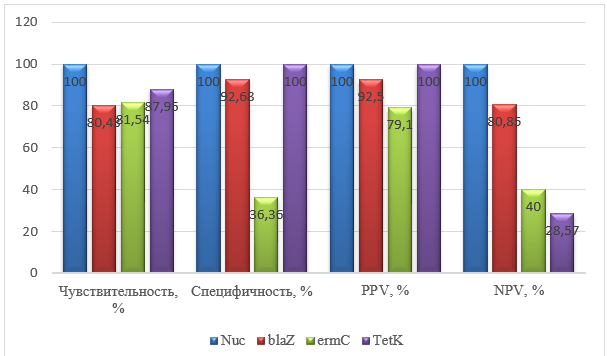 120
100
80
60
40
20
0
100
80,43
81,54
87,95
100
92,68
36,36
100
100
92,5
79,1
100
100
80,85
40
28,57
Чувствительность, %
Специфичность, %
PPV, %
NPV, %
Nuc
blaZ
ermC
TetK